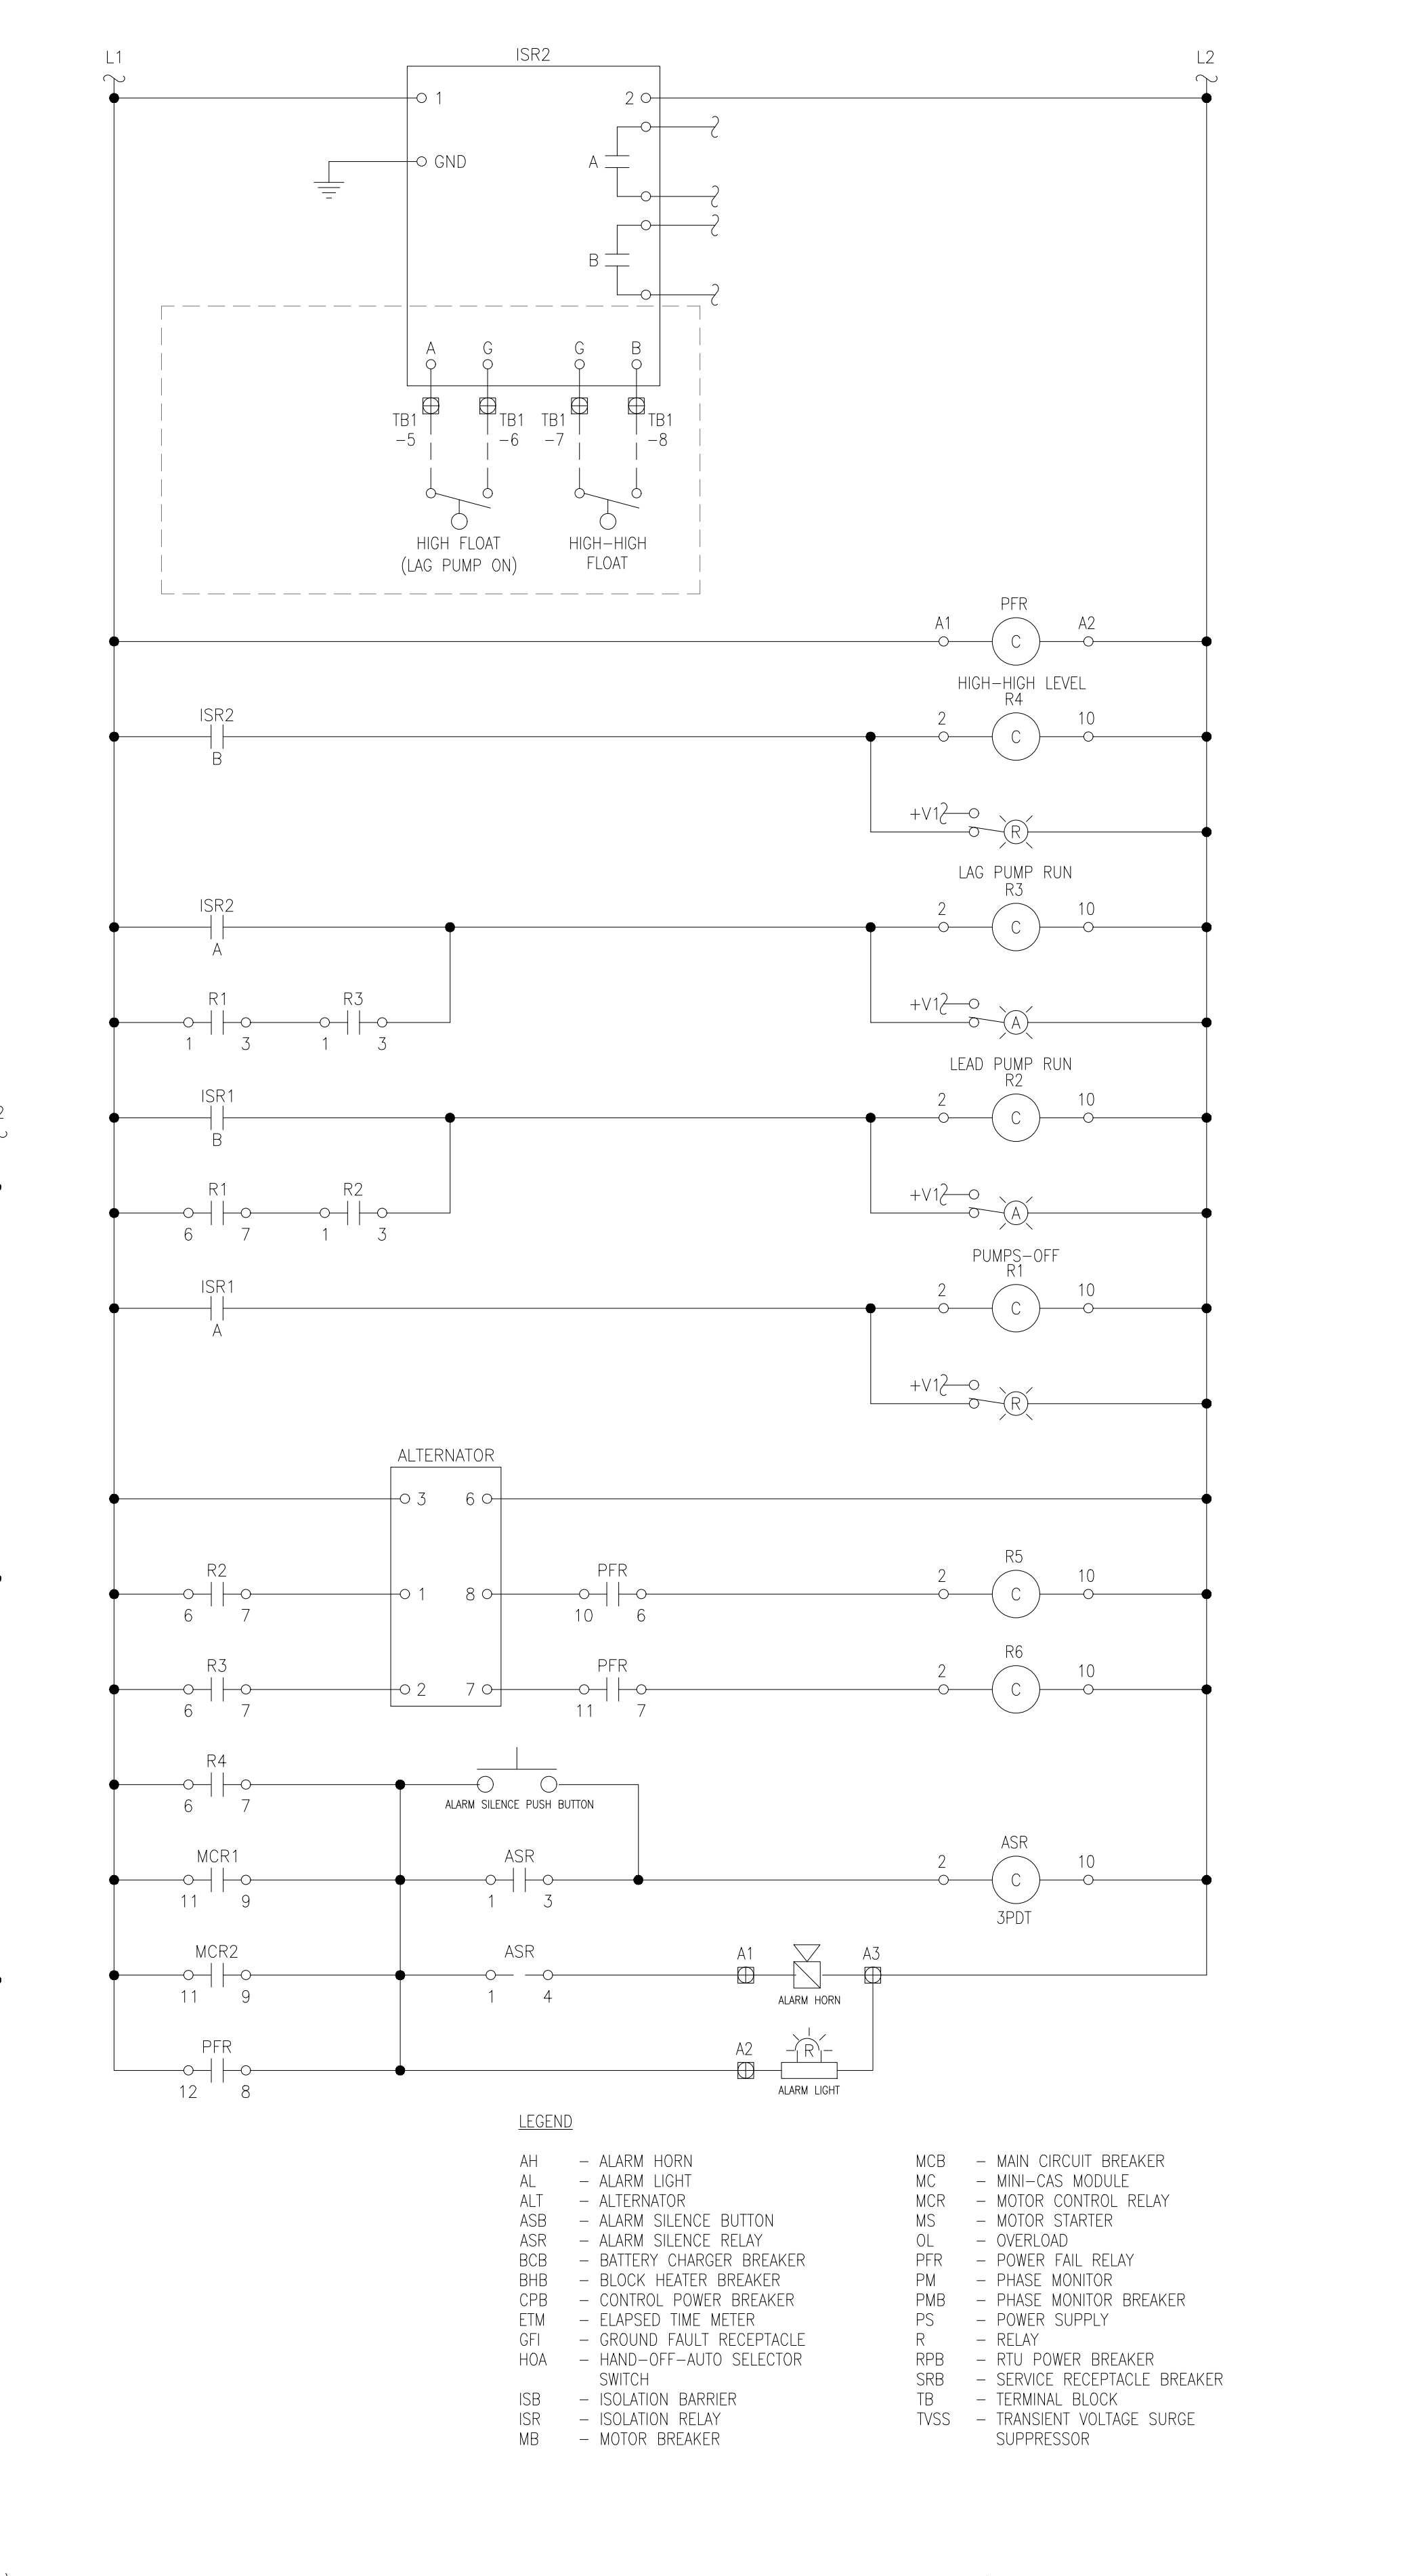 L1
ISR2
L2
1
2
GND
A
B
A G G B
TB1 TB1 TB1 TB1
-5 -6 -7 -8
HIGH FLOAT
(LAG PUMP ON)
HIGH-HIGH
FLOAT
PFR
A1 C A2
HIGH-HIGH LEVEL
R4
ISR2
B
2 C 10
+V1
R
LAG PUMP RUN
R3
ISR2
A
2 C 10
R1 R3
1 3 1 3
+V1
A
LEAD PUMP RUN
R2
ISR1
B
2 C 10
R1 R2
6 7 1 3
+V1
A
PUMPS-OFF
R1
ISR1
A
2 C 10
+V1
R
ALTERNATOR
3 6
R2 PFR R5
1 8 2 C 10
6 7 10 6
R3 PFR R6
2 7 2 C 10
6 7 11 7
R4
6 7
ALARM SILENCE PUSH BUTTON
MCR1 ASR ASR
2 C 10
11 9 1 3
3PDT
MCR2 ASR A1 A3
11 9 1 4
ALARM HORN
PFR A2 R
12 8
ALARM LIGHT
2
LEGEND
AH - ALARM HORN
AL - ALARM LIGHT
ALT - ALTERNATOR
ASB - ALARM SILENCE BUTTON
ASR - ALARM SILENCE RELAY
BCB - BATTERY CHARGER BREAKER
BHB - BLOCK HEATER BREAKER
CPB - CONTROL POWER BREAKER
ETM - ELAPSED TIME METER
GFI - GROUND FAULT RECEPTACLE
HOA - HAND-OFF-AUTO SELECTOR
SWITCH
ISB - ISOLATION BARRIER
ISR - ISOLATION RELAY
MB - MOTOR BREAKER
MCB - MAIN CIRCUIT BREAKER
MC - MINI-CAS MODULE
MCR - MOTOR CONTROL RELAY
MS - MOTOR STARTER
OL - OVERLOAD
PFR - POWER FAIL RELAY
PM - PHASE MONITOR
PMB - PHASE MONITOR BREAKER
PS - POWER SUPPLY
R - RELAY
RPB - RTU POWER BREAKER
SRB - SERVICE RECEPTACLE BREAKER
TB - TERMINAL BLOCK
TVSS - TRANSIENT VOLTAGE SURGE
SUPPRESSOR